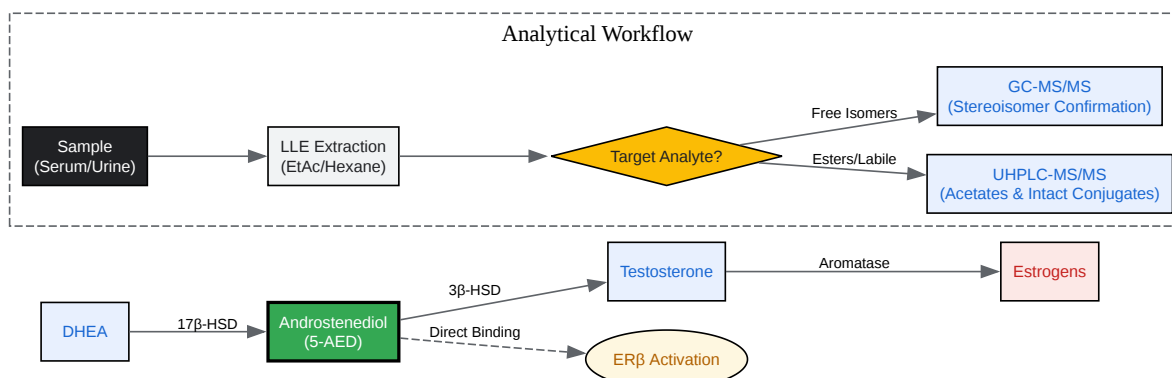 Analytical Workflow
Sample
(Serum/Urine)
LLE Extraction
(EtAc/Hexane)
Target Analyte?
Free Isomers
Esters/Labile
GC-MS/MS
(Stereoisomer Confirmation)
UHPLC-MS/MS
(Acetates & Intact Conjugates)
DHEA
17β-HSD
Androstenediol
(5-AED)
3β-HSD
Direct Binding
Testosterone
Aromatase
Estrogens
ERβ Activation